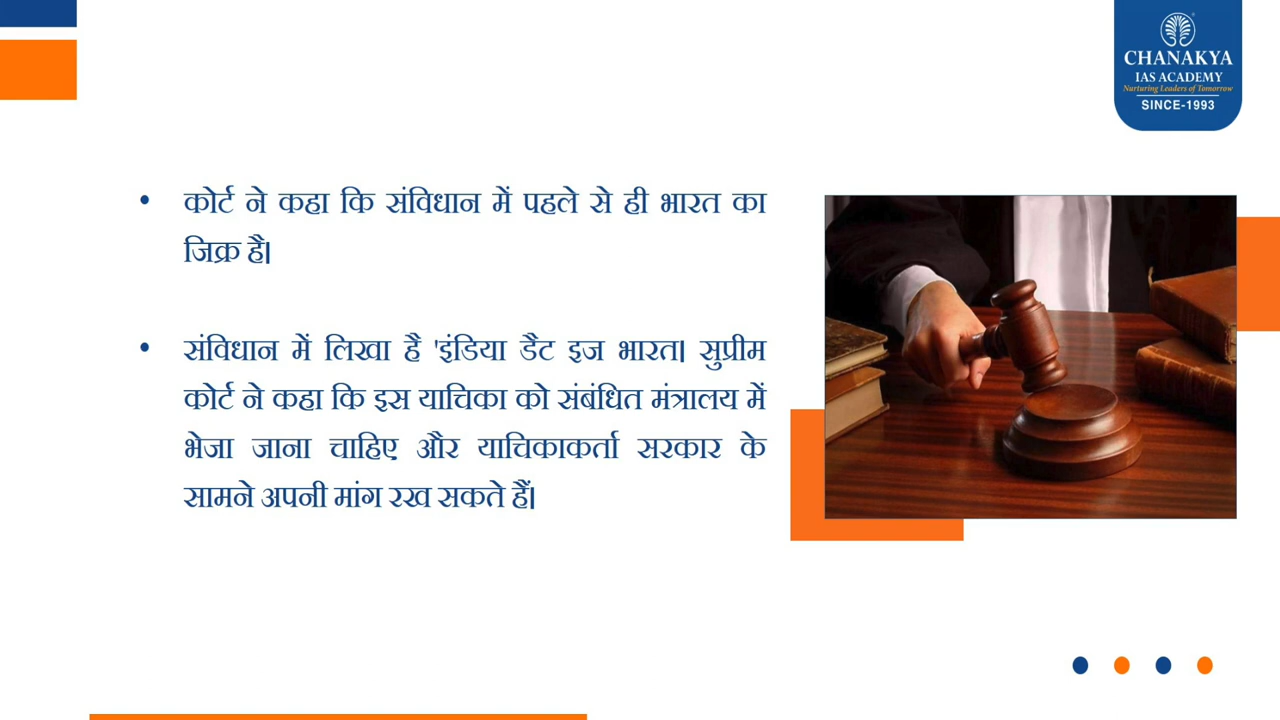 CHANAKYA
IAS ACADEMY
Nurturing Leaders of Tomorrow
SINCE-1993
• कोर्ट ने कहा कि संविधान में पहले से ही भारत का
जिक्र है।
• संविधान में लिखा है 'इंडिया डैट इज भारत। सुप्रीम
कोर्ट ने कहा कि इस याचिका को संबंधित मंत्रालय में
भेजा जाना चाहिए और याचिकाकर्ता सरकार के
सामने अपनी मांग रख सकते हैं।